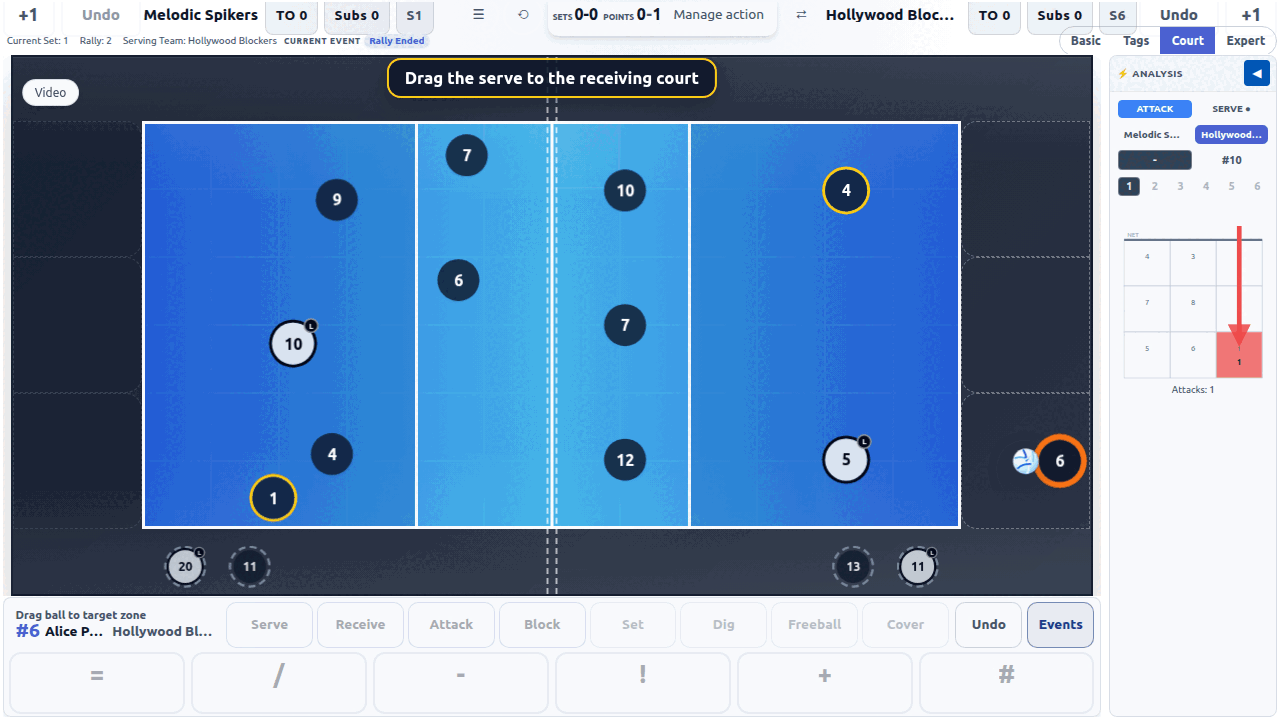 +1 Undo Melodic Spikers TO 0 Subs 0 S1 ☰ SETS 0-0 POINTS 0-1 Manage action ⇄ Hollywood Bloc... TO 0 Subs 0 S6 Undo +1
Current Set: 1 Rally: 2 Serving Team: Hollywood Blockers CURRENT EVENT Rally Ended
Basic Tags Court Expert
Drag the serve to the receiving court
Video
7
9
10
4
6
10 L
7
4
12
5 L
6
1
20 L
11
13
11 L
⚡ ANALYSIS ◀
ATTACK SERVE ●
Melodic S... Hollywood...
- #10
1 2 3 4 5 6
NET
4 3
7 8
5 6
1
Attacks: 1
Drag ball to target zone
#6 Alice P... Hollywood Bl...
Serve Receive Attack Block Set Dig Freeball Cover Undo Events
= / - ! + #